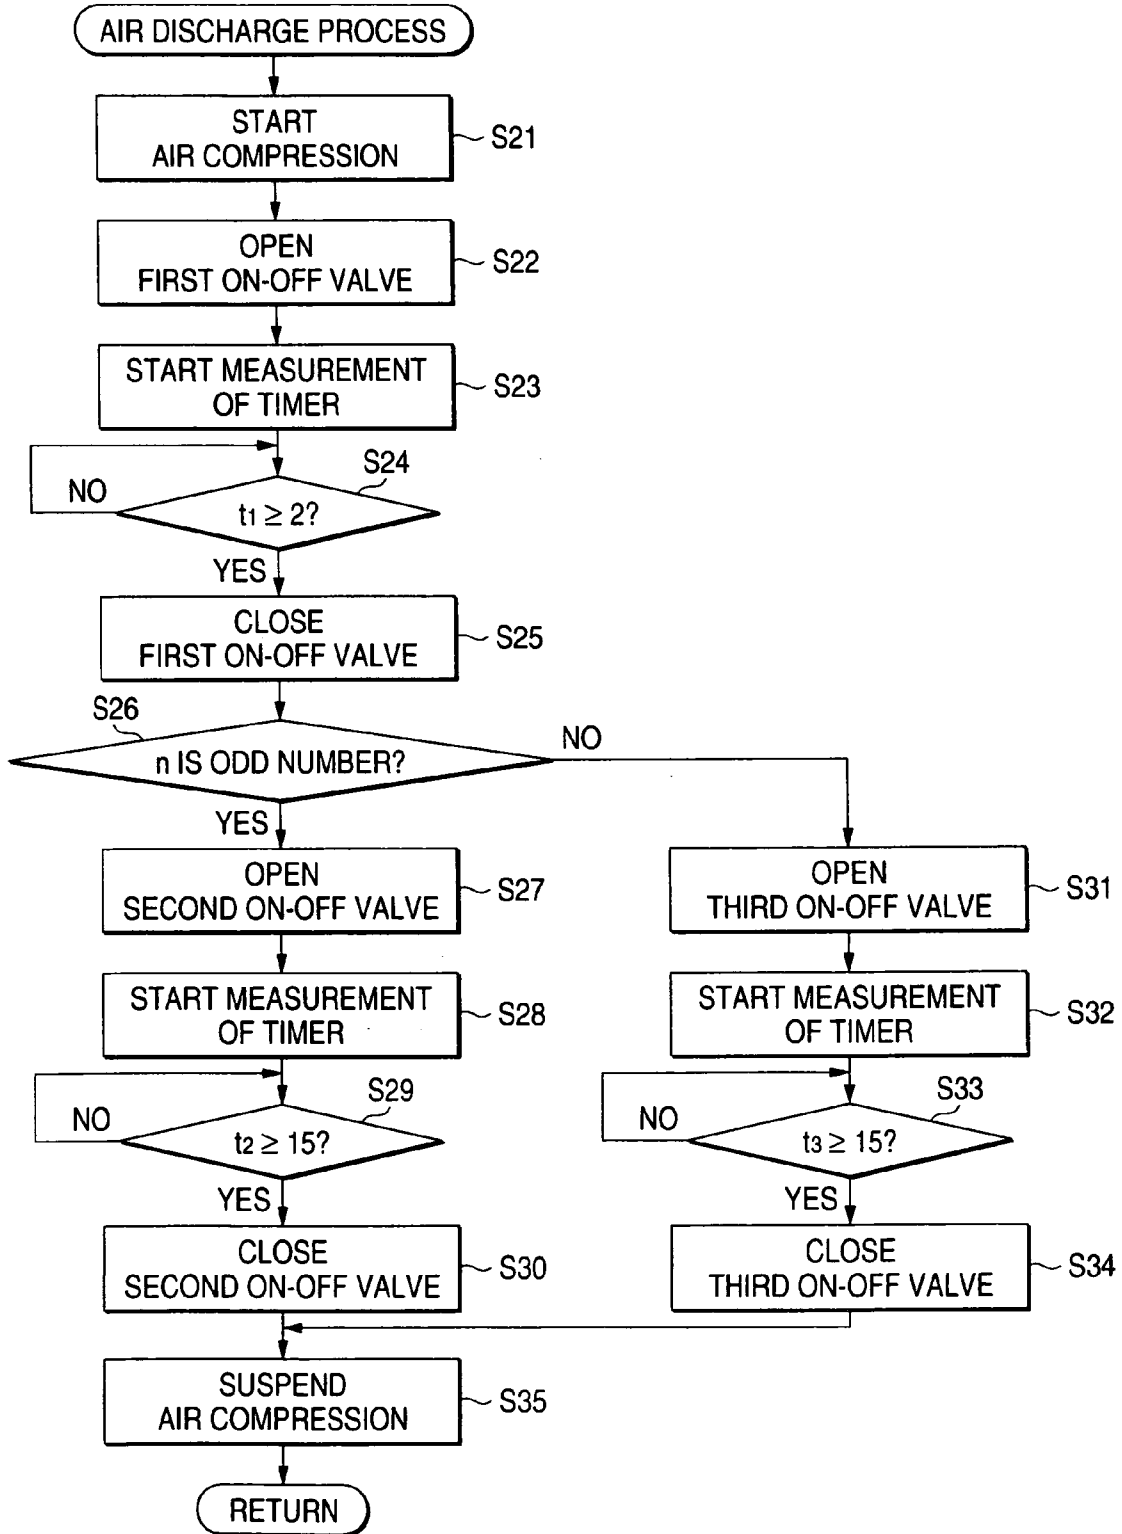 AIR DISCHARGE PROCESS
START
AIR COMPRESSION
S21
OPEN
FIRST ON-OFF VALVE
S22
START MEASUREMENT
OF TIMER
S23
S24
NO
t1 ≥ 2?
YES
CLOSE
FIRST ON-OFF VALVE
S25
S26
n IS ODD NUMBER?
NO
YES
OPEN
SECOND ON-OFF VALVE
S27
START MEASUREMENT
OF TIMER
S28
S29
NO
t2 ≥ 15?
YES
CLOSE
SECOND ON-OFF VALVE
S30
OPEN
THIRD ON-OFF VALVE
S31
START MEASUREMENT
OF TIMER
S32
S33
NO
t3 ≥ 15?
YES
CLOSE
THIRD ON-OFF VALVE
S34
SUSPEND
AIR COMPRESSION
S35
RETURN